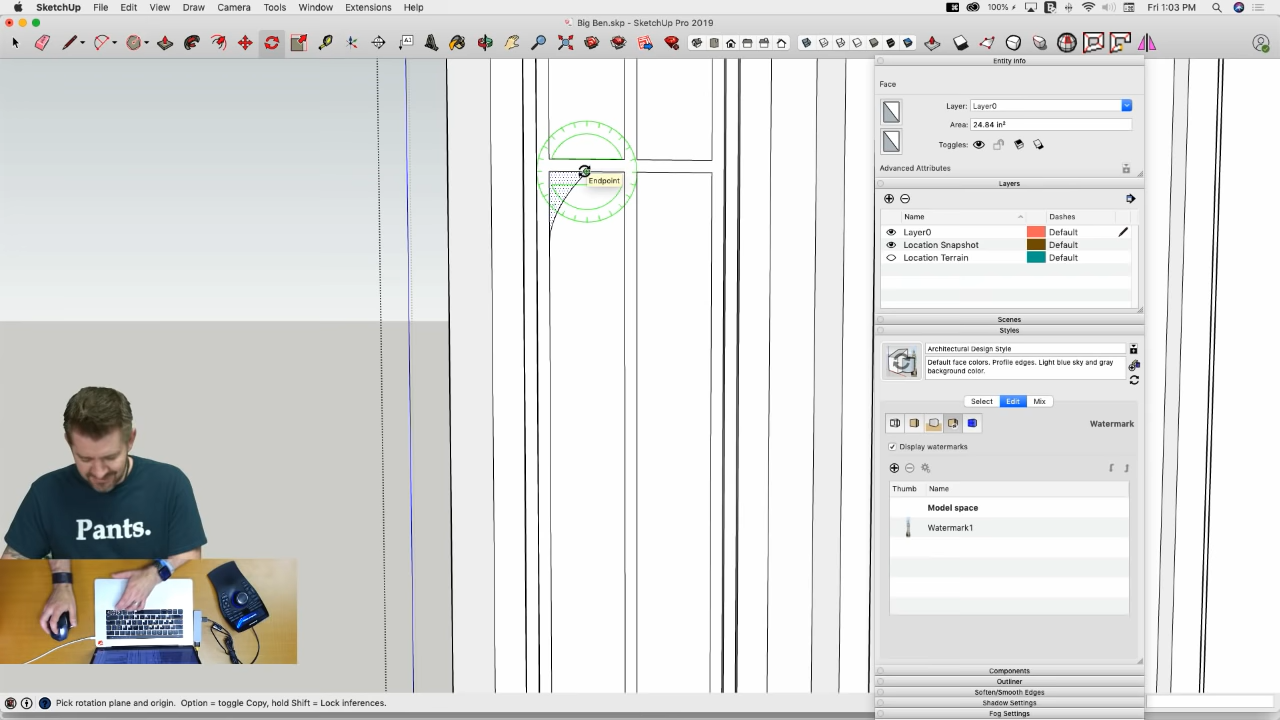 SketchUp File Edit View Draw Camera Tools Window Extensions Help 100% Fri 1:03 PM
Big Ben.skp - SketchUp Pro 2019
Entity Info
Face
Layer: Layer0
Area: 24.84 in²
Toggles:
Advanced Attributes
Layers
Name Dashes
Layer0 Default
Location Snapshot Default
Location Terrain Default
Scenes
Styles
Architectural Design Style
Default face colors. Profile edges. Light blue sky and gray
background color.
Select Edit Mix
Watermark
Display watermarks
Thumb Name
Model space
Watermark1
Components
Outliner
Soften/Smooth Edges
Shadow Settings
Fog Settings
Endpoint
Pants.
Pick rotation plane and origin. Option = toggle Copy, hold Shift = Lock inferences.